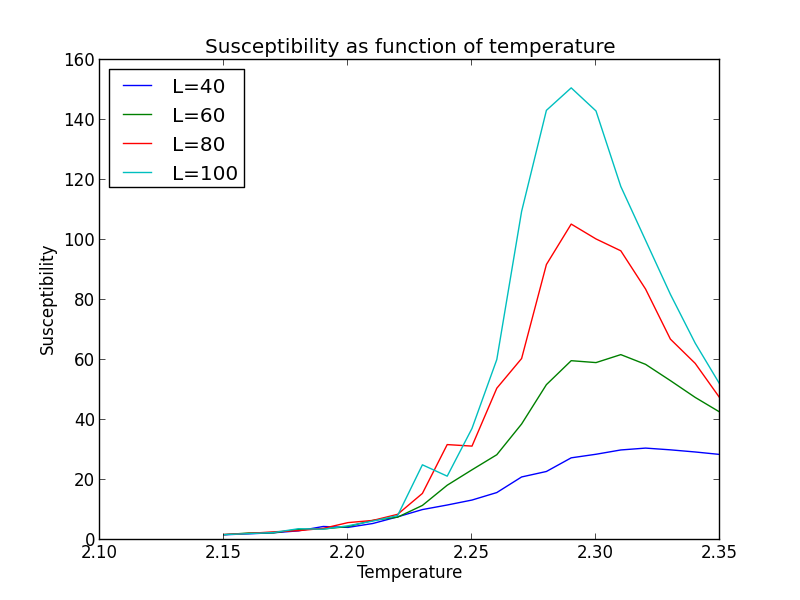 Susceptibility as function of temperature
160
140
120
100
80
60
40
20
0
L=40
L=60
L=80
L=100
Susceptibility
2.10 2.15 2.20 2.25 2.30 2.35
Temperature